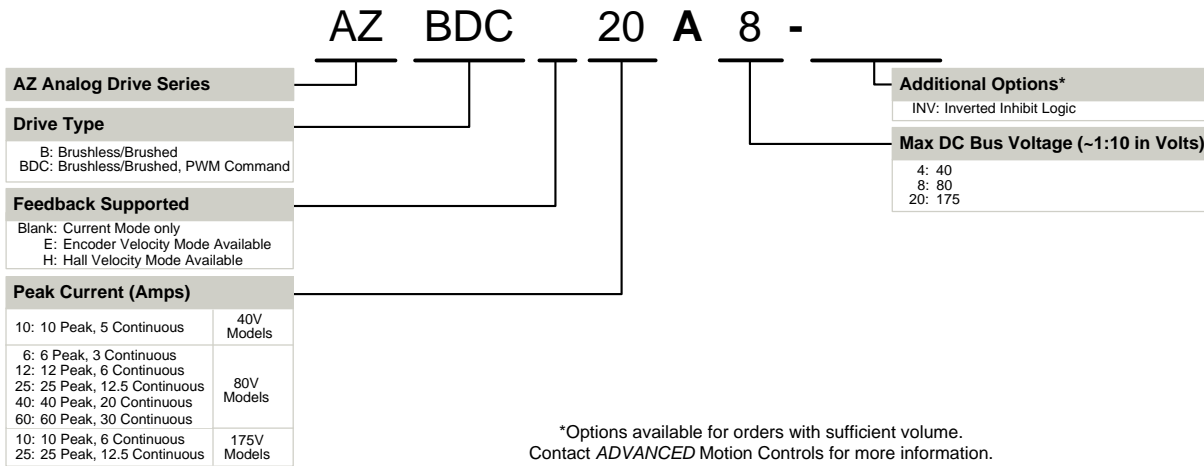 AZ BDC 20 A 8 -
AZ Analog Drive Series
Drive Type
B: Brushless/Brushed
BDC: Brushless/Brushed, PWM Command
Feedback Supported
Blank: Current Mode only
E: Encoder Velocity Mode Available
H: Hall Velocity Mode Available
Peak Current (Amps)
10: 10 Peak, 5 Continuous
40V
Models
6: 6 Peak, 3 Continuous
12: 12 Peak, 6 Continuous
25: 25 Peak, 12.5 Continuous
40: 40 Peak, 20 Continuous
60: 60 Peak, 30 Continuous
80V
Models
10: 10 Peak, 6 Continuous
25: 25 Peak, 12.5 Continuous
175V
Models
Additional Options*
INV: Inverted Inhibit Logic
Max DC Bus Voltage (~1:10 in Volts)
4: 40
8: 80
20: 175
*Options available for orders with sufficient volume.
Contact ADVANCED Motion Controls for more information.